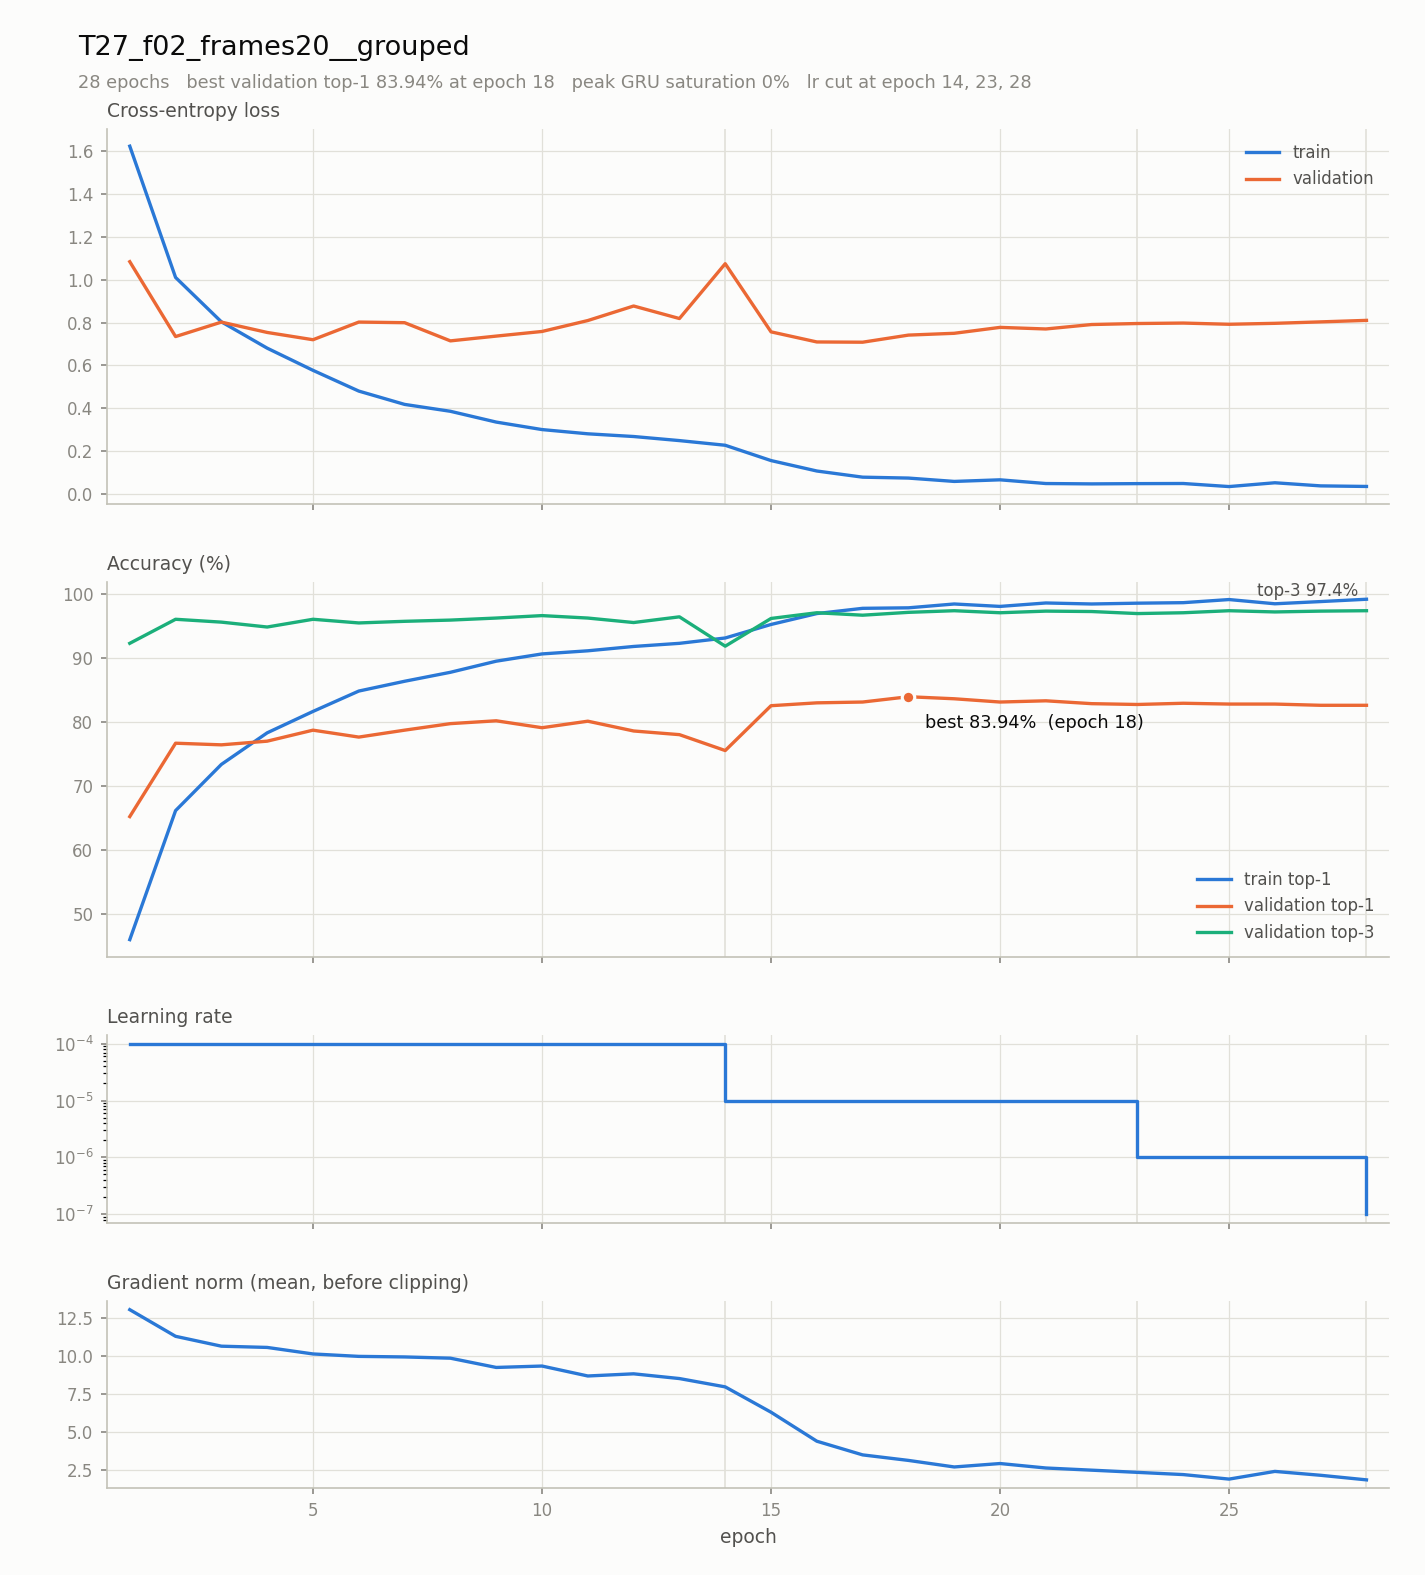 T27_f02_frames20__grouped
28 epochs   best validation top-1 83.94% at epoch 18   peak GRU saturation 0%   lr cut at epoch 14, 23, 28
Cross-entropy loss
1.6
1.4
1.2
1.0
0.8
0.6
0.4
0.2
0.0
train
validation
Accuracy (%)
100
90
80
70
60
50
top-3 97.4%
best 83.94%  (epoch 18)
train top-1
validation top-1
validation top-3
Learning rate
10⁻⁴
10⁻⁵
10⁻⁶
10⁻⁷
Gradient norm (mean, before clipping)
12.5
10.0
7.5
5.0
2.5
5 10 15 20 25
epoch